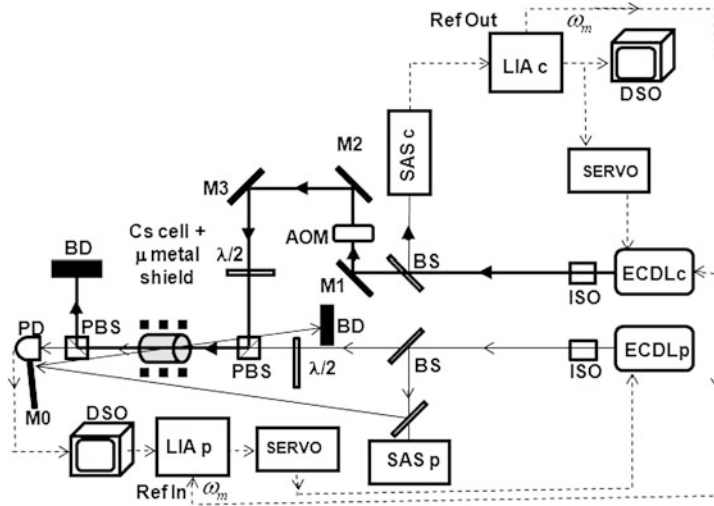 Ref Out
ωm
LIA c
DSO
M2
SAS c
M3
SERVO
Cs cell +
μ metal
shield
λ/2
AOM
BD
M1
BS
ISO
ECDLc
PD
PBS
BD
PBS
λ/2
BS
ISO
ECDLp
M0
DSO
LIA p
SERVO
SAS p
Ref In
ωm